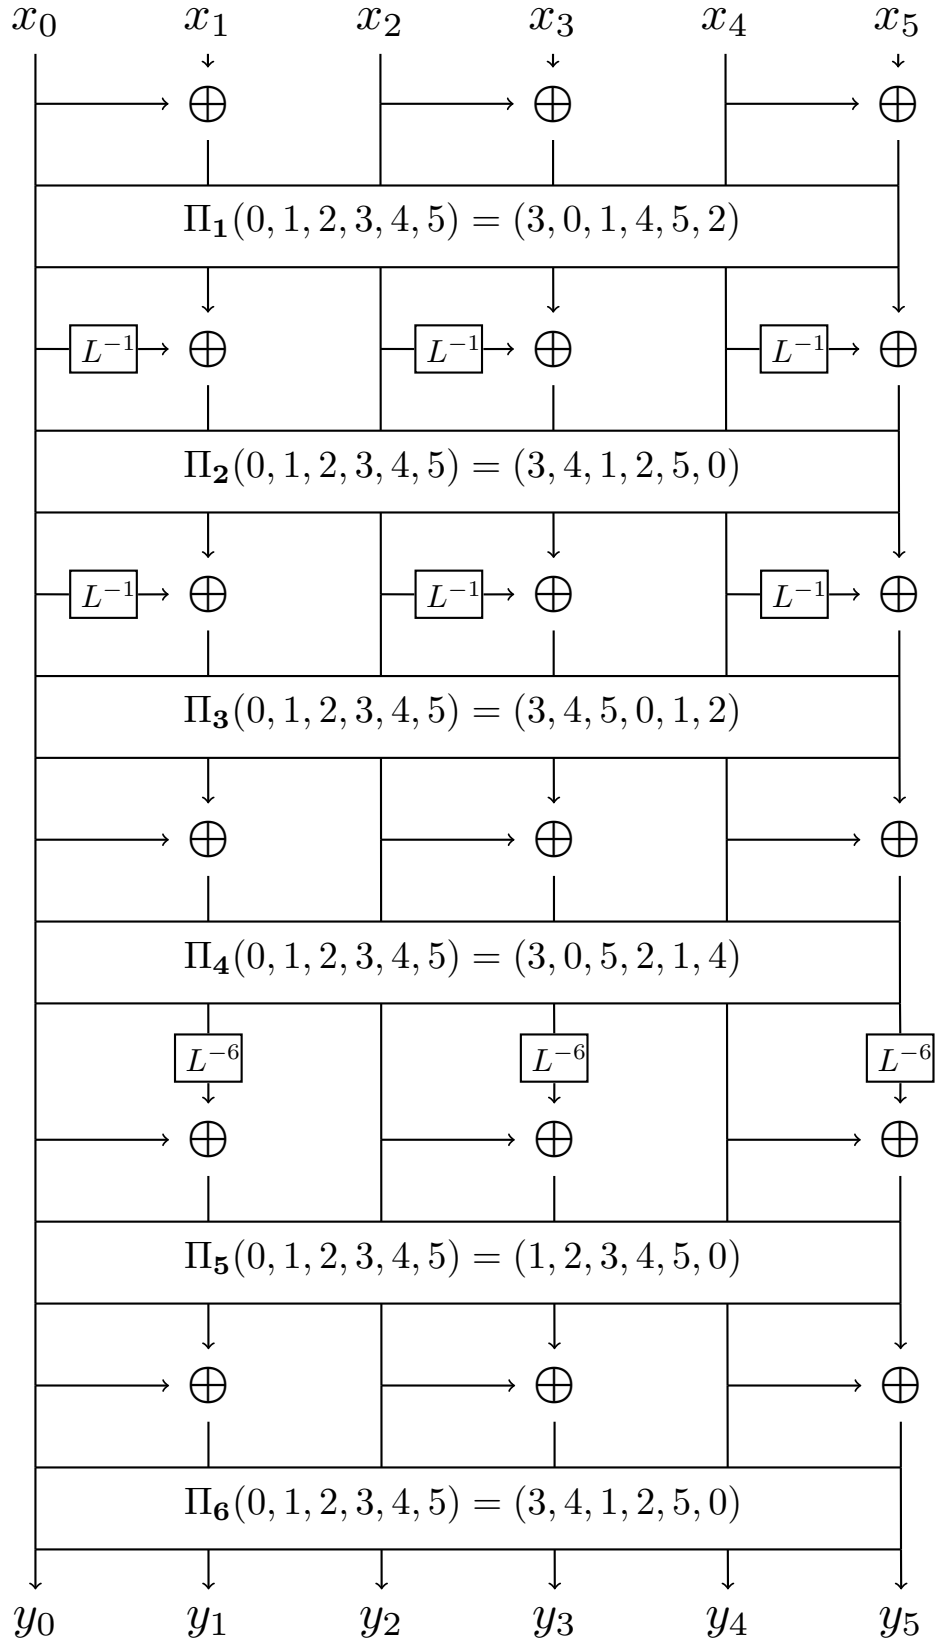 x₀ x₁ x₂ x₃ x₄ x₅
Π₁(0, 1, 2, 3, 4, 5) = (3, 0, 1, 4, 5, 2)
L⁻¹ L⁻¹ L⁻¹
Π₂(0, 1, 2, 3, 4, 5) = (3, 4, 1, 2, 5, 0)
L⁻¹ L⁻¹ L⁻¹
Π₃(0, 1, 2, 3, 4, 5) = (3, 4, 5, 0, 1, 2)
Π₄(0, 1, 2, 3, 4, 5) = (3, 0, 5, 2, 1, 4)
L⁻⁶ L⁻⁶ L⁻⁶
Π₅(0, 1, 2, 3, 4, 5) = (1, 2, 3, 4, 5, 0)
Π₆(0, 1, 2, 3, 4, 5) = (3, 4, 1, 2, 5, 0)
y₀ y₁ y₂ y₃ y₄ y₅